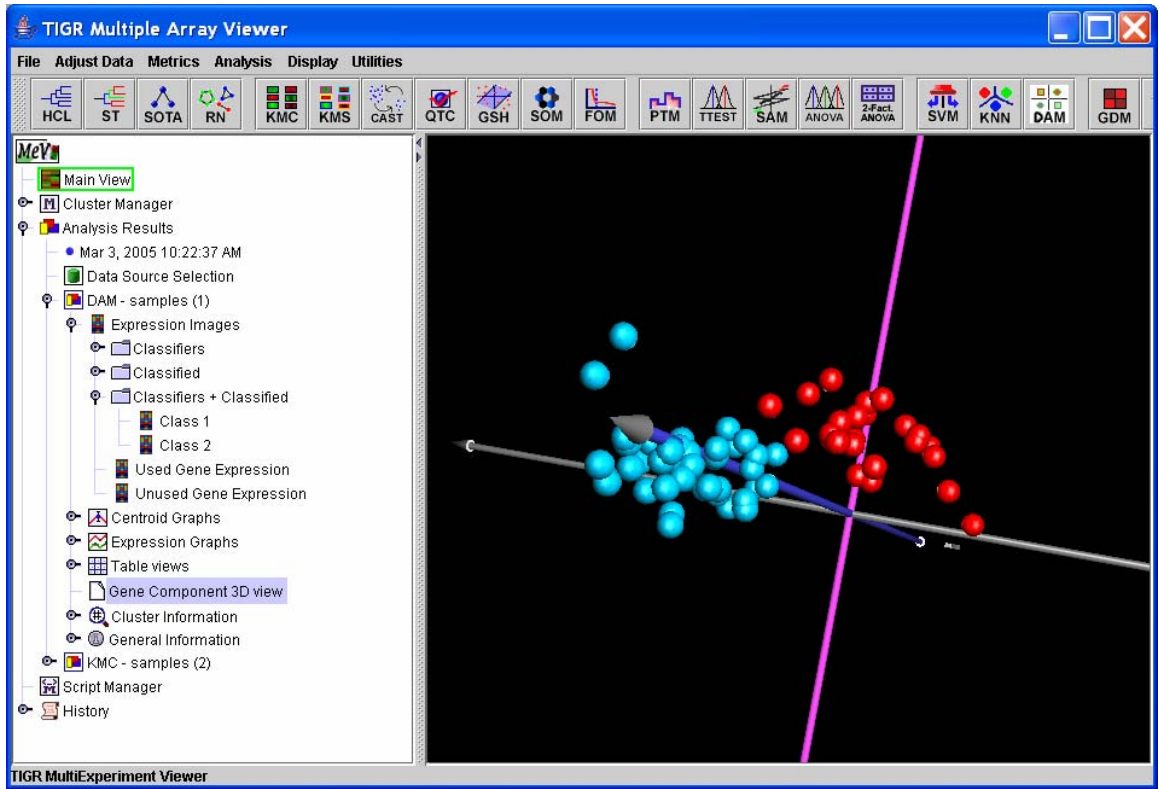 TIGR Multiple Array Viewer
File Adjust Data Metrics Analysis Display Utilities
HCL ST SOTA RN KMC KMS CAST QTC GSH SOM FOM PTM TTEST SAM ANOVA 2-Fact. ANOVA SVM KNN DAM GDM
MeV
Main View
M Cluster Manager
Analysis Results
Mar 3, 2005 10:22:37 AM
Data Source Selection
DAM - samples (1)
Expression Images
Classifiers
Classified
Classifiers + Classified
Class 1
Class 2
Used Gene Expression
Unused Gene Expression
Centroid Graphs
Expression Graphs
Table views
Gene Component 3D view
Cluster Information
General Information
KMC - samples (2)
Script Manager
History
TIGR MultiExperiment Viewer